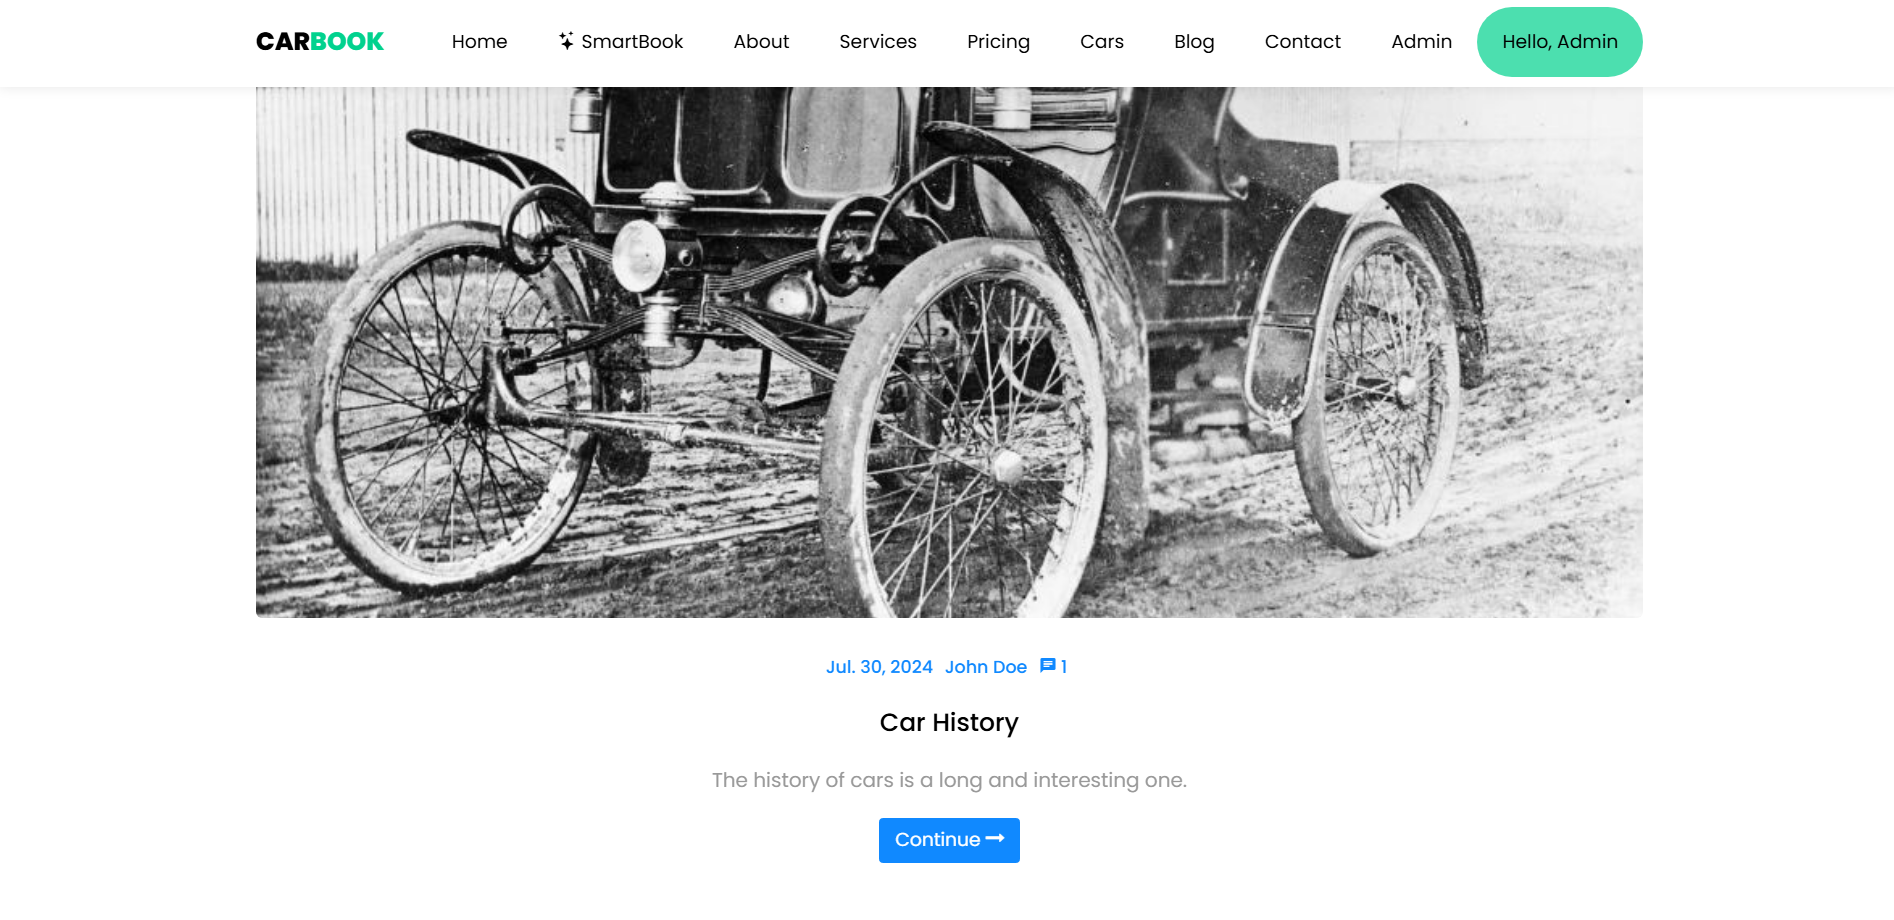 CARBOOK Home SmartBook About Services Pricing Cars Blog Contact Admin Hello, Admin
Jul. 30, 2024 John Doe 1
Car History
The history of cars is a long and interesting one.
Continue